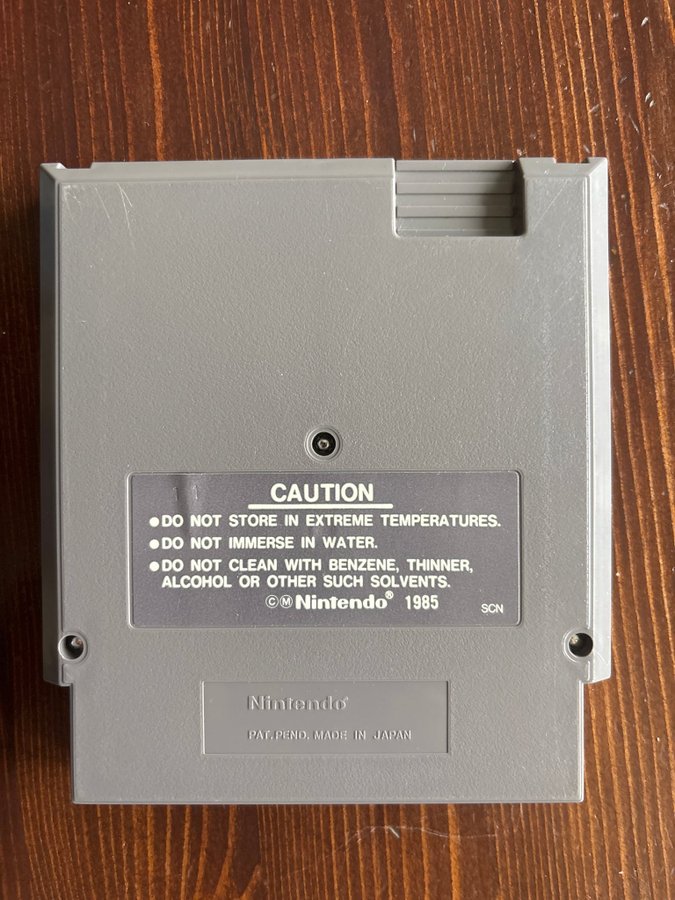 CAUTION
●DO NOT STORE IN EXTREME TEMPERATURES.
●DO NOT IMMERSE IN WATER.
●DO NOT CLEAN WITH BENZENE, THINNER,
ALCOHOL OR OTHER SUCH SOLVENTS.
ⒸⓂNintendo® 1985
SCN
Nintendo®
PAT. PEND. MADE IN JAPAN